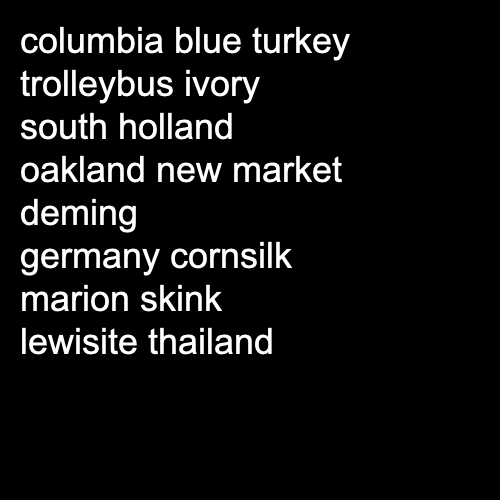 columbia blue turkey
trolleybus ivory
south holland
oakland new market
deming
germany cornsilk
marion skink
lewisite thailand